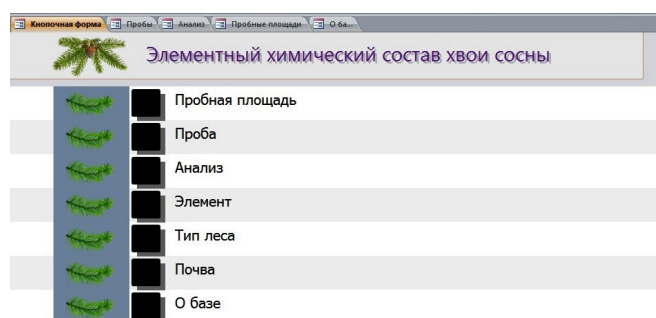 Кнопочная форма Пробы Анализ Пробные площади О ба...
Элементный химический состав хвои сосны
Пробная площадь
Проба
Анализ
Элемент
Тип леса
Почва
О базе